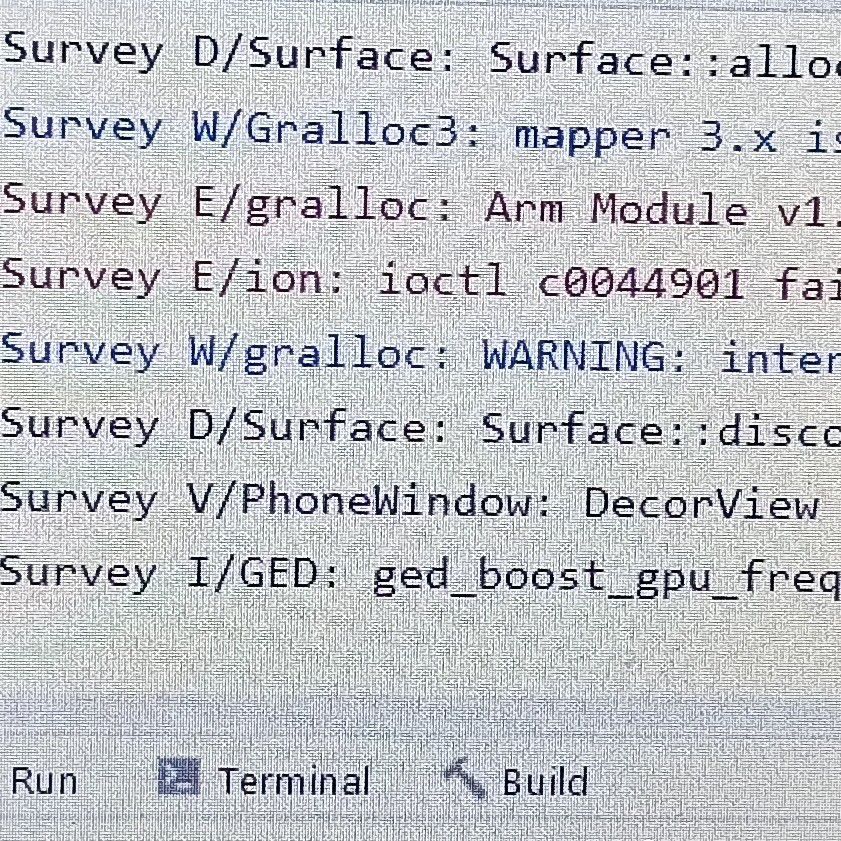 Survey D/Surface: Surface::alloc
Survey W/Gralloc3: mapper 3.x is
Survey E/gralloc: Arm Module v1.
Survey E/ion: ioctl c0044901 fai
Survey W/gralloc: WARNING: inter
Survey D/Surface: Surface::disco
Survey V/PhoneWindow: DecorView
Survey I/GED: ged_boost_gpu_freq
Run Terminal Build